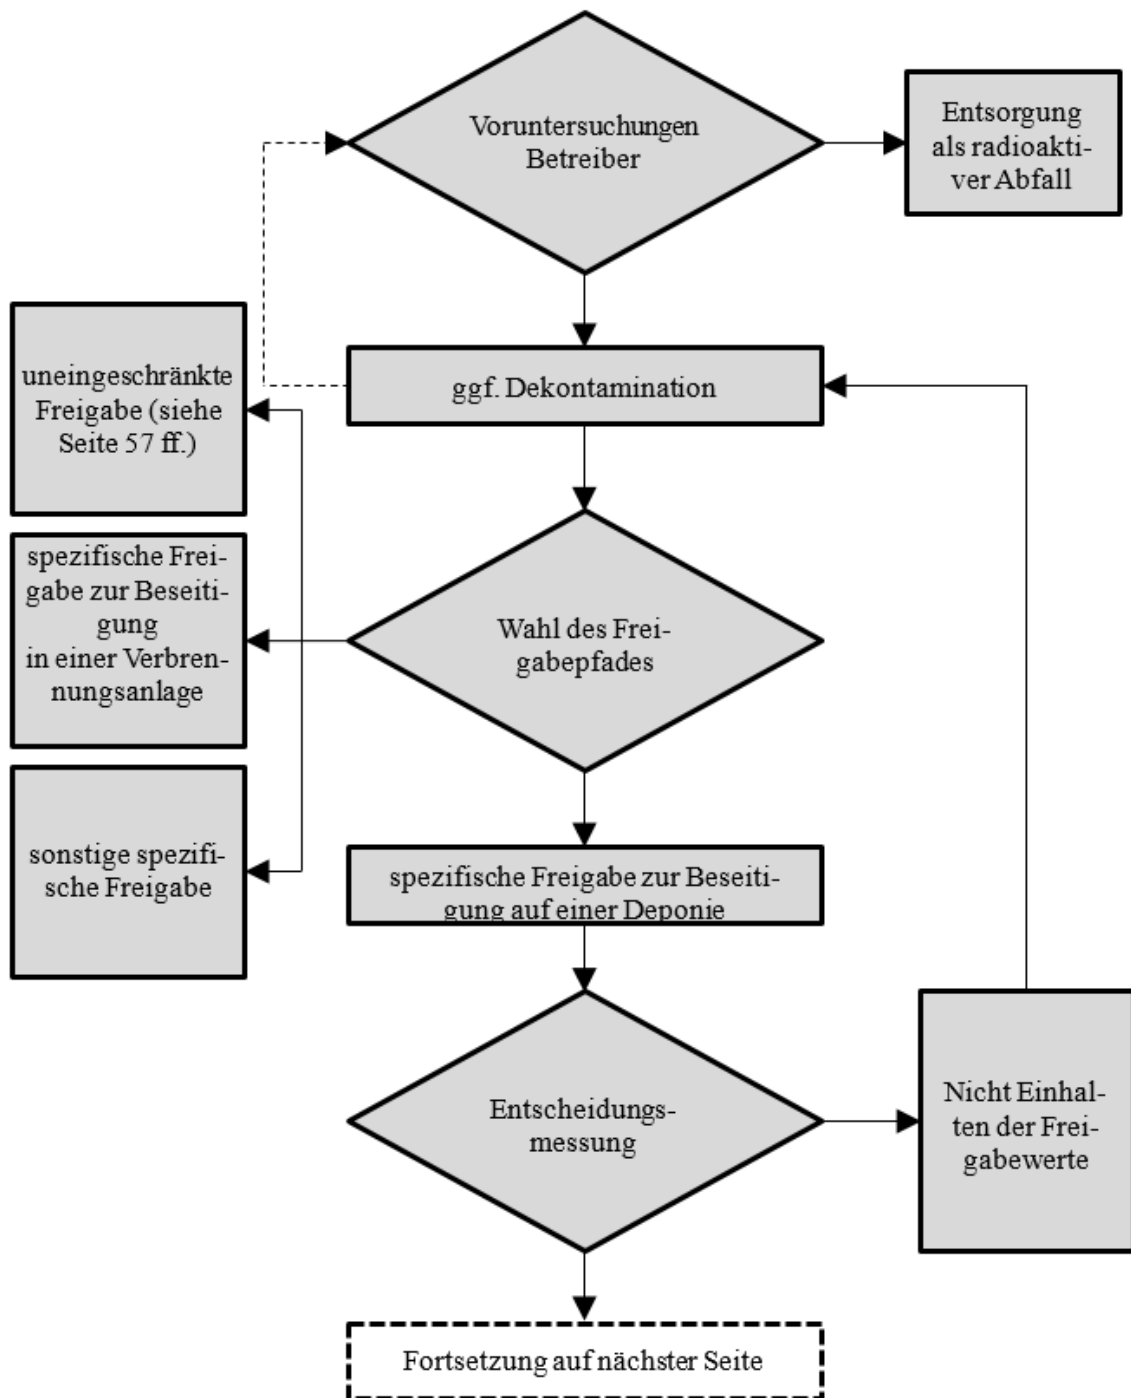 Voruntersuchungen
Betreiber
Entsorgung
als radioakti-
ver Abfall
uneingeschränkte
Freigabe (siehe
Seite 57 ff.)
ggf. Dekontamination
spezifische Frei-
gabe zur Beseiti-
gung
in einer Verbren-
nungsanlage
Wahl des Frei-
gabepfades
sonstige spezifi-
sche Freigabe
spezifische Freigabe zur Beseiti-
gung auf einer Deponie
Entscheidungs-
messung
Nicht Einhal-
ten der Frei-
gabewerte
Fortsetzung auf nächster Seite